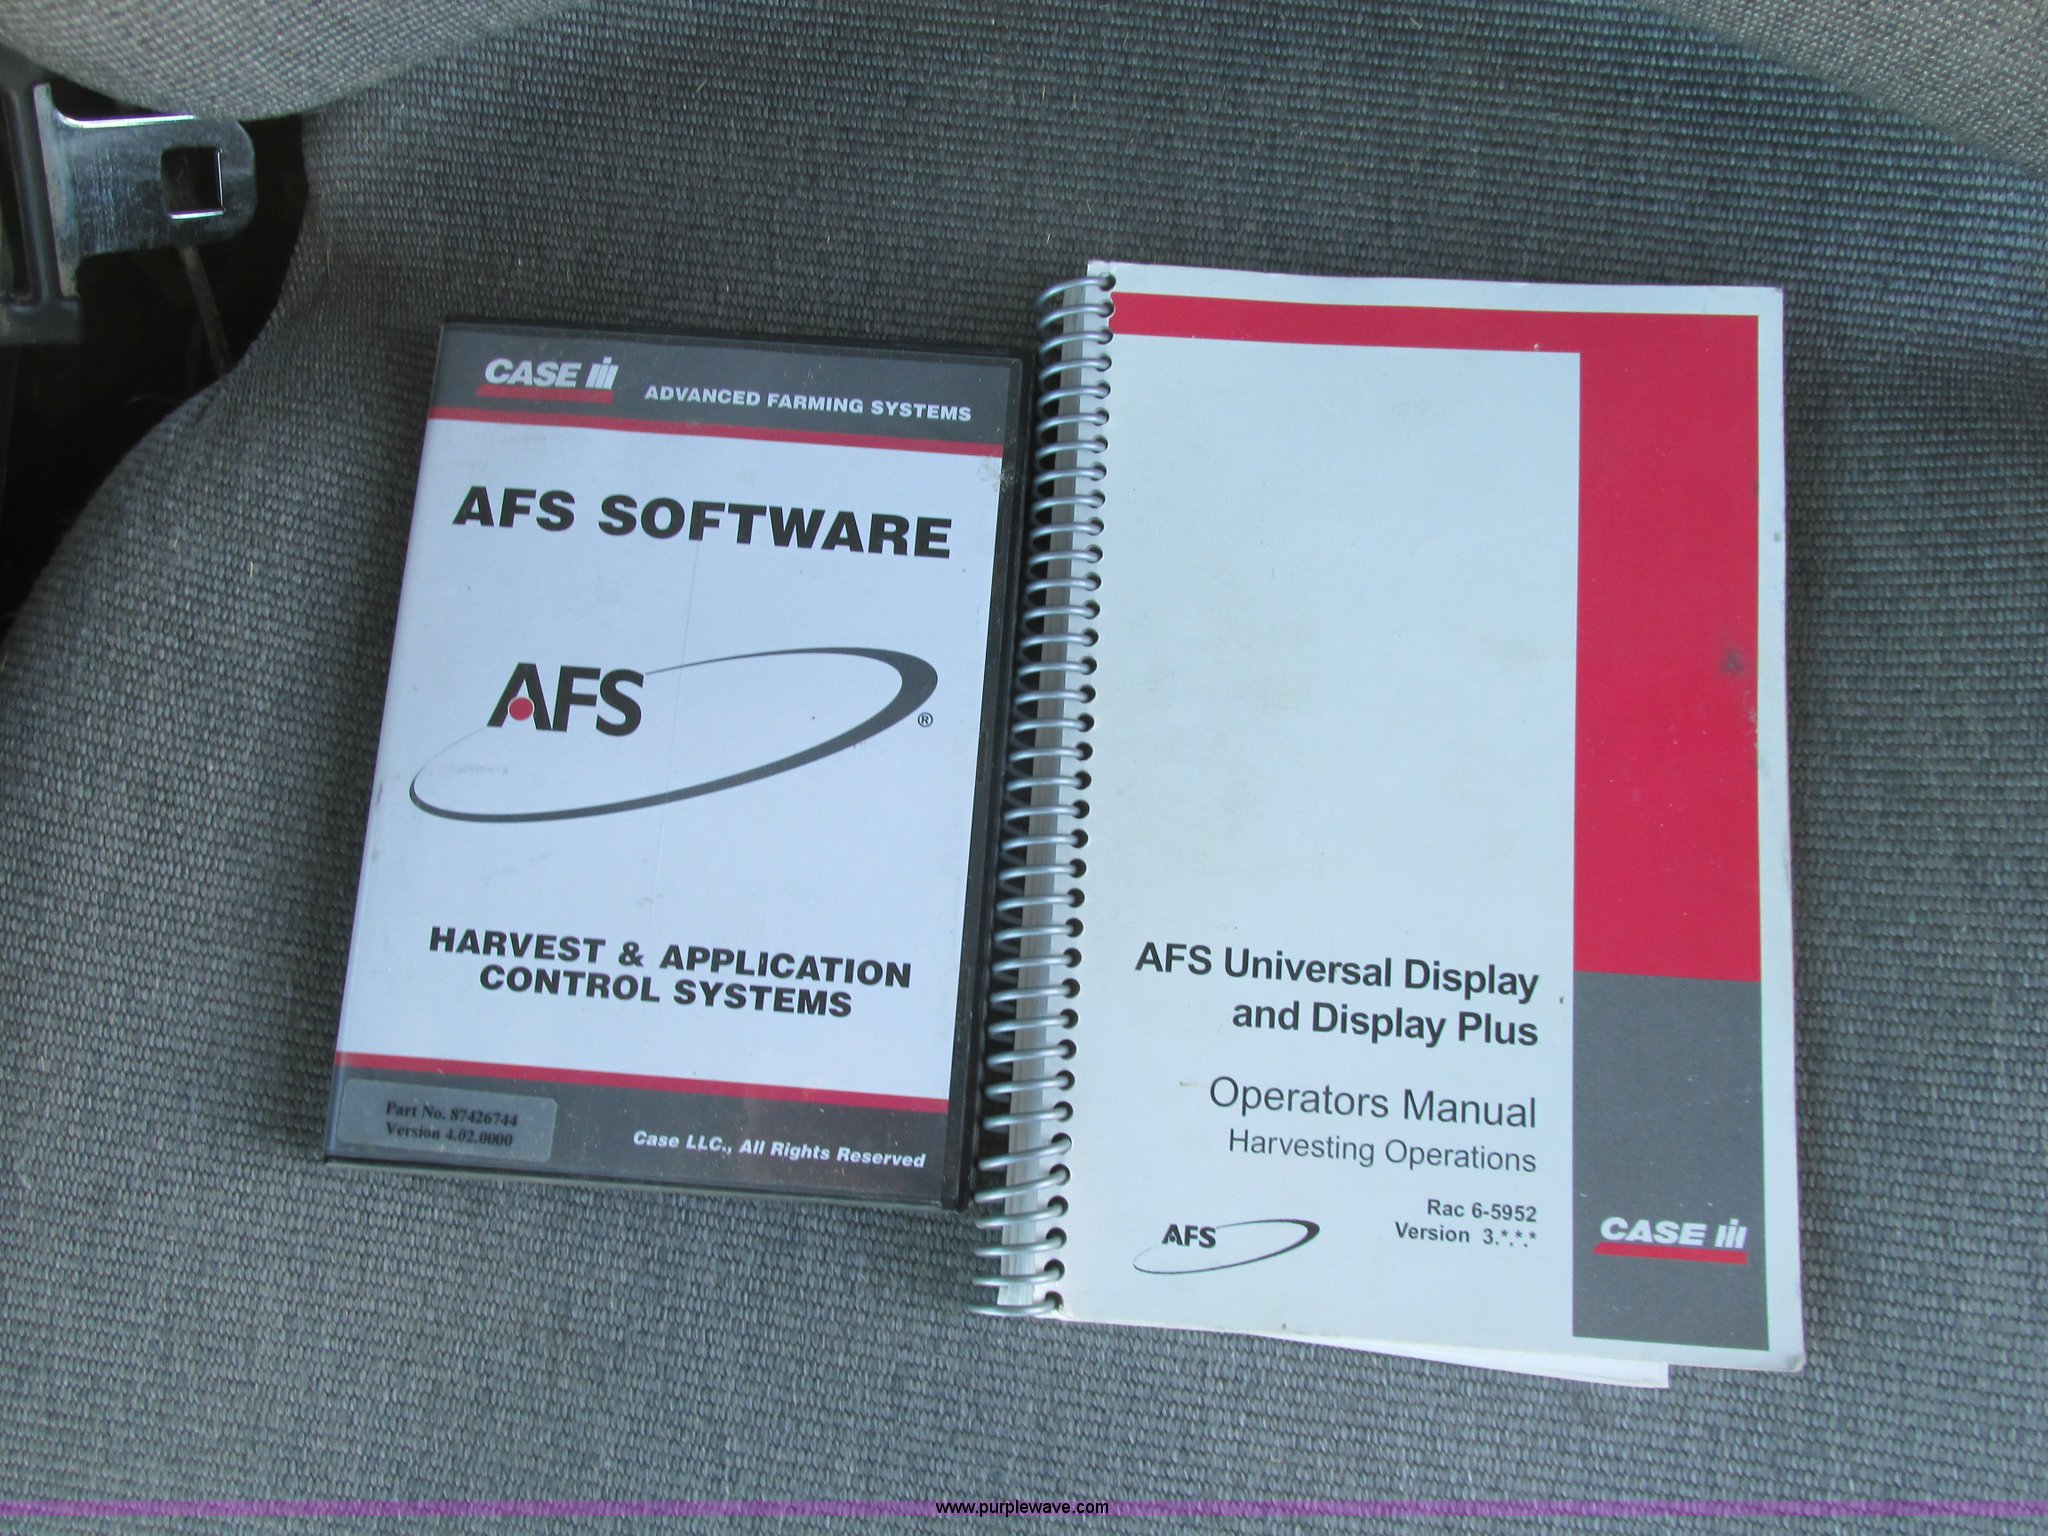 CASE IH
ADVANCED FARMING SYSTEMS
AFS SOFTWARE
AFS
®
HARVEST & APPLICATION
CONTROL SYSTEMS
Part No. 87426744
Version 4.02.0000
Case LLC., All Rights Reserved
AFS Universal Display
and Display Plus
Operators Manual
Harvesting Operations
Rac 6-5952
Version 3.*.*.*
AFS
CASE IH
www.purplewave.com